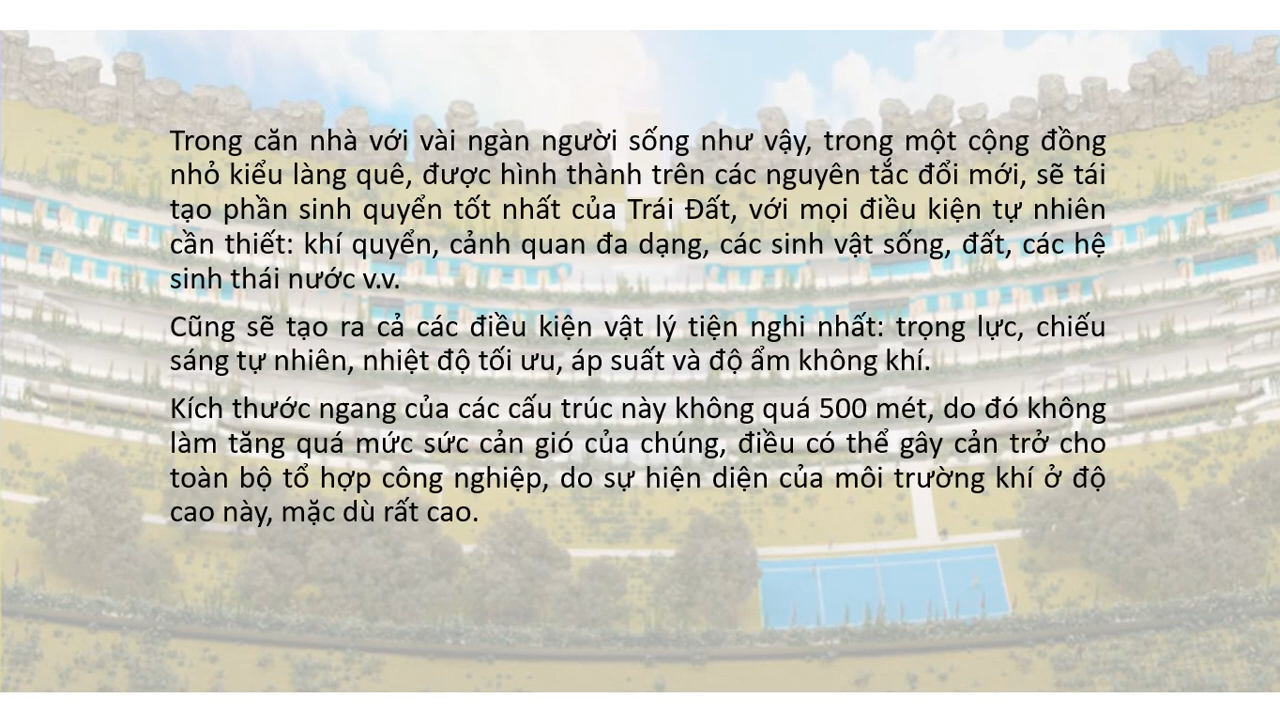 Trong căn nhà với vài ngàn người sống như vậy, trong một cộng đồng
nhỏ kiểu làng quê, được hình thành trên các nguyên tắc đổi mới, sẽ tái
tạo phần sinh quyển tốt nhất của Trái Đất, với mọi điều kiện tự nhiên
cần thiết: khí quyển, cảnh quan đa dạng, các sinh vật sống, đất, các hệ
sinh thái nước v.v.
Cũng sẽ tạo ra cả các điều kiện vật lý tiện nghi nhất: trọng lực, chiếu
sáng tự nhiên, nhiệt độ tối ưu, áp suất và độ ẩm không khí.
Kích thước ngang của các cấu trúc này không quá 500 mét, do đó không
làm tăng quá mức sức cản gió của chúng, điều có thể gây cản trở cho
toàn bộ tổ hợp công nghiệp, do sự hiện diện của môi trường khí ở độ
cao này, mặc dù rất cao.